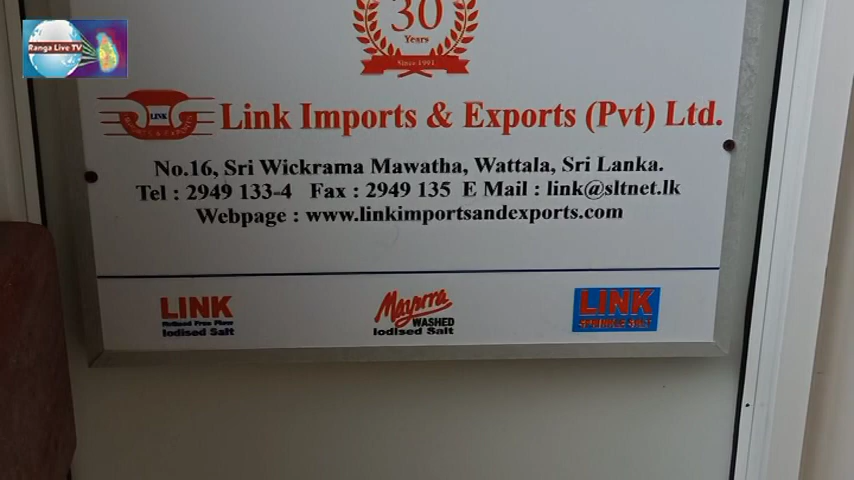 Ranga Live TV
30
Years
Since 1991
LINK
Link Imports & Exports (Pvt) Ltd.
No.16, Sri Wickrama Mawatha, Wattala, Sri Lanka.
Tel : 2949 133-4 Fax : 2949 135 E Mail : link@sltnet.lk
Webpage : www.linkimportsandexports.com
LINK
Refined Free Flow
Iodised Salt
Mayurra
WASHED
Iodised Salt
LINK
SPRINKLE SALT